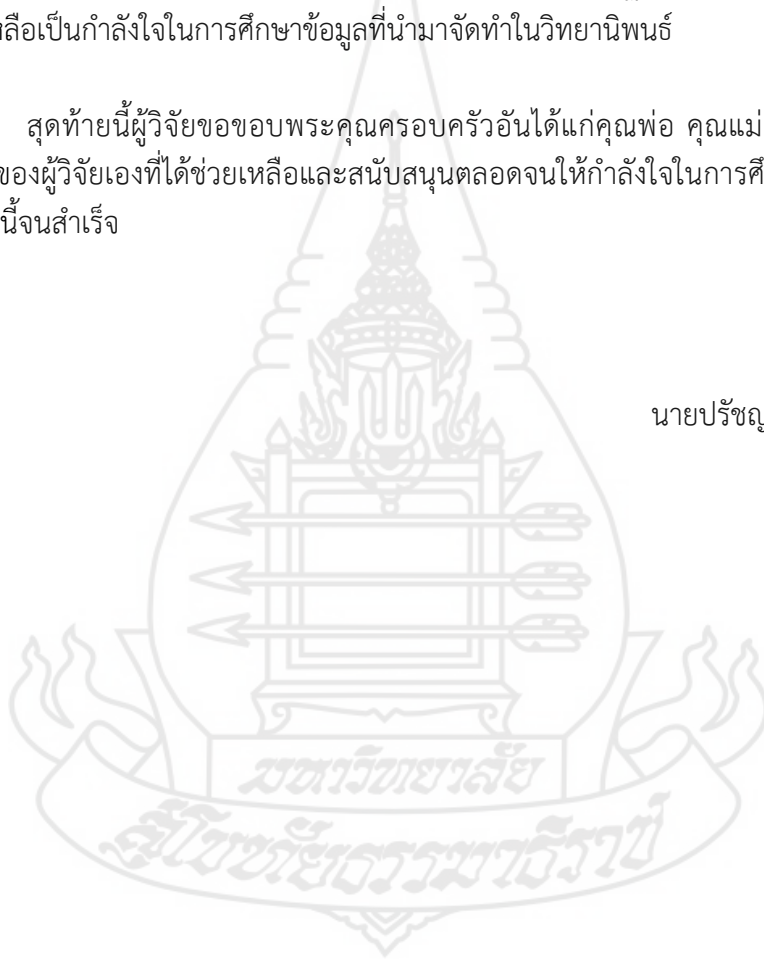 หลือเป็นกำลังใจในการศึกษาข้อมูลที่นำมาจัดทำในวิทยานิพนธ์
สุดท้ายนี้ผู้วิจัยขอขอบพระคุณครอบครัวอันได้แก่คุณพ่อ คุณแม่
ของผู้วิจัยเองที่ได้ช่วยเหลือและสนับสนุนตลอดจนให้กำลังใจในการศึ
นี้จนสำเร็จ
นายปรัชญ
มหาวิทยาลัย
สุโขทัยธรรมาธิราช